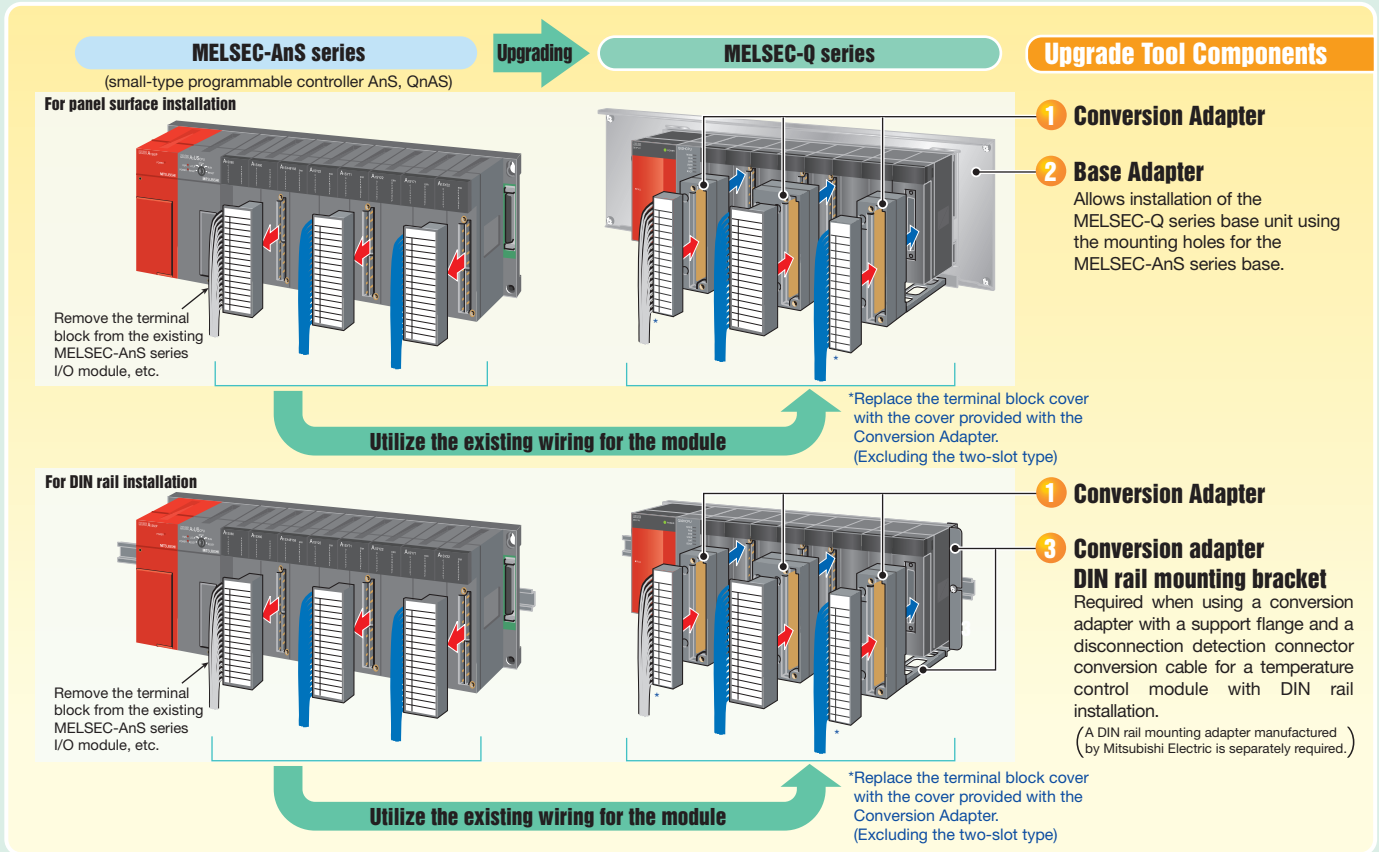 MELSEC-AnS series
(small-type programmable controller AnS, QnAS)
Upgrading
MELSEC-Q series
Upgrade Tool Components
For panel surface installation
Remove the terminal
block from the existing
MELSEC-AnS series
I/O module, etc.
*
*
1 Conversion Adapter
2 Base Adapter
Allows installation of the
MELSEC-Q series base unit using
the mounting holes for the
MELSEC-AnS series base.
Utilize the existing wiring for the module
*Replace the terminal block cover
with the cover provided with the
Conversion Adapter.
(Excluding the two-slot type)
For DIN rail installation
Remove the terminal
block from the existing
MELSEC-AnS series
I/O module, etc.
*
*
1 Conversion Adapter
3 Conversion adapter
DIN rail mounting bracket
Required when using a conversion
adapter with a support flange and a
disconnection detection connector
conversion cable for a temperature
control module with DIN rail
installation.
(A DIN rail mounting adapter manufactured
by Mitsubishi Electric is separately required.)
Utilize the existing wiring for the module
*Replace the terminal block cover
with the cover provided with the
Conversion Adapter.
(Excluding the two-slot type)